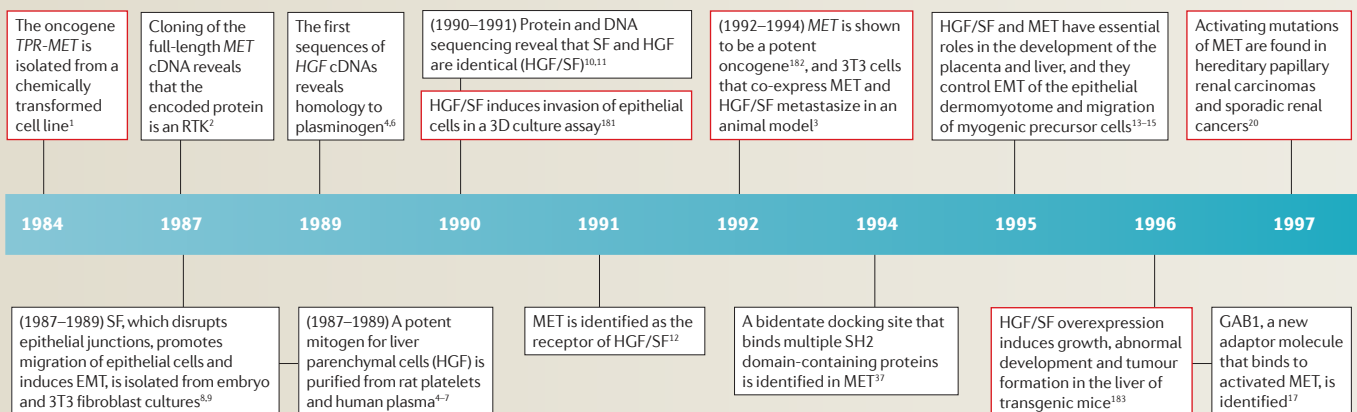 The oncogene
TPR-MET is
isolated from a
chemically
transformed
cell line1
Cloning of the
full-length MET
cDNA reveals
that the
encoded protein
is an RTK2
The first
sequences of
HGF cDNAs
reveals
homology to
plasminogen4,6
(1990–1991) Protein and DNA
sequencing reveal that SF and HGF
are identical (HGF/SF)10,11
HGF/SF induces invasion of epithelial
cells in a 3D culture assay181
(1992–1994) MET is shown
to be a potent
oncogene182, and 3T3 cells
that co-express MET and
HGF/SF metastasize in an
animal model3
HGF/SF and MET have essential
roles in the development of the
placenta and liver, and they
control EMT of the epithelial
dermomyotome and migration
of myogenic precursor cells13–15
Activating mutations
of MET are found in
hereditary papillary
renal carcinomas
and sporadic renal
cancers20
1984 1987 1989 1990 1991 1992 1994 1995 1996 1997
(1987–1989) SF, which disrupts
epithelial junctions, promotes
migration of epithelial cells and
induces EMT, is isolated from embryo
and 3T3 fibroblast cultures8,9
(1987–1989) A potent
mitogen for liver
parenchymal cells (HGF) is
purified from rat platelets
and human plasma4–7
MET is identified as the
receptor of HGF/SF12
A bidentate docking site that
binds multiple SH2
domain-containing proteins
is identified in MET37
HGF/SF overexpression
induces growth, abnormal
development and tumour
formation in the liver of
transgenic mice183
GAB1, a new
adaptor molecule
that binds to
activated MET, is
identified17